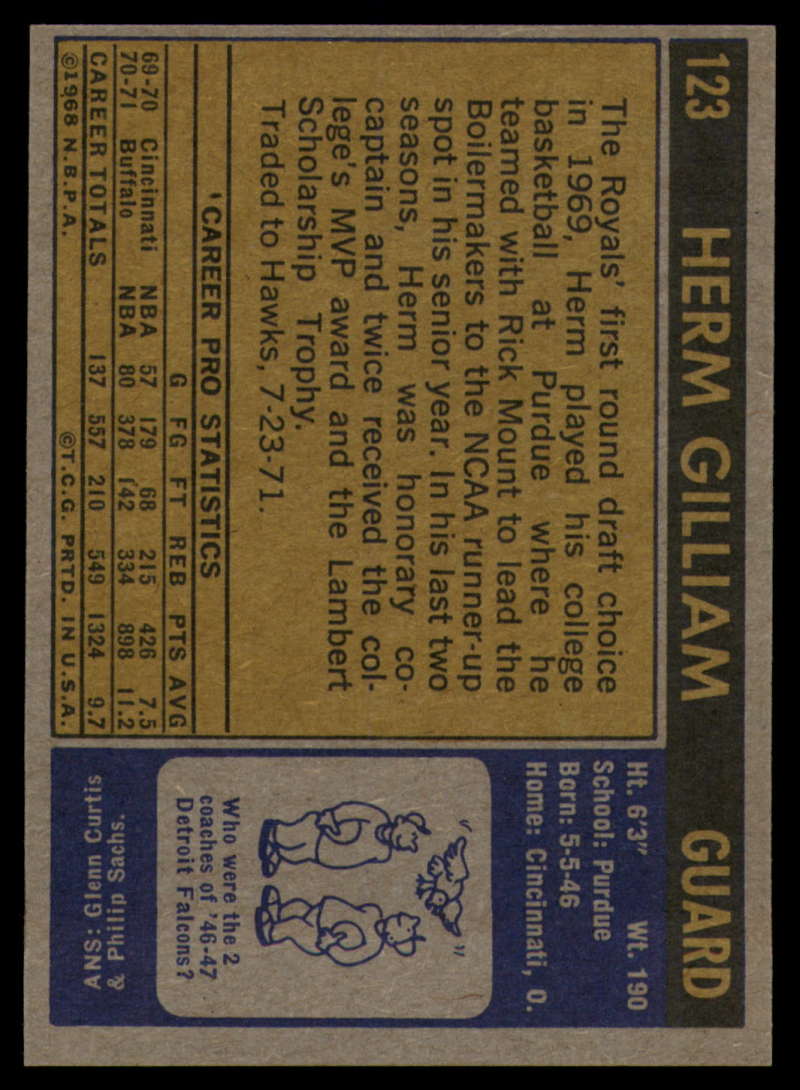 123 HERM GILLIAM GUARD
The Royals' first round draft choice
in 1969, Herm played his college
basketball at Purdue where he
teamed with Rick Mount to lead the
Boilermakers to the NCAA runner-up
spot in his senior year. In his last two
seasons, Herm was honorary co-
captain and twice received the col-
lege's MVP award and the Lambert
Scholarship Trophy.
Traded to Hawks, 7-23-71.
CAREER PRO STATISTICS
G FG FT REB PTS AVG
69-70 Cincinnati NBA 57 179 68 215 426 7.5
70-71 Buffalo NBA 80 378 142 334 898 11.2
CAREER TOTALS 137 557 210 549 1324 9.7
©1968 N.B.P.A. ©T.C.G. PRTD. IN U.S.A.
Ht. 6'3" Wt. 190
School: Purdue
Born: 5-5-46
Home: Cincinnati, O.
Who were the 2
coaches of '46-47
Detroit Falcons?
ANS: Glenn Curtis
& Philip Sachs.